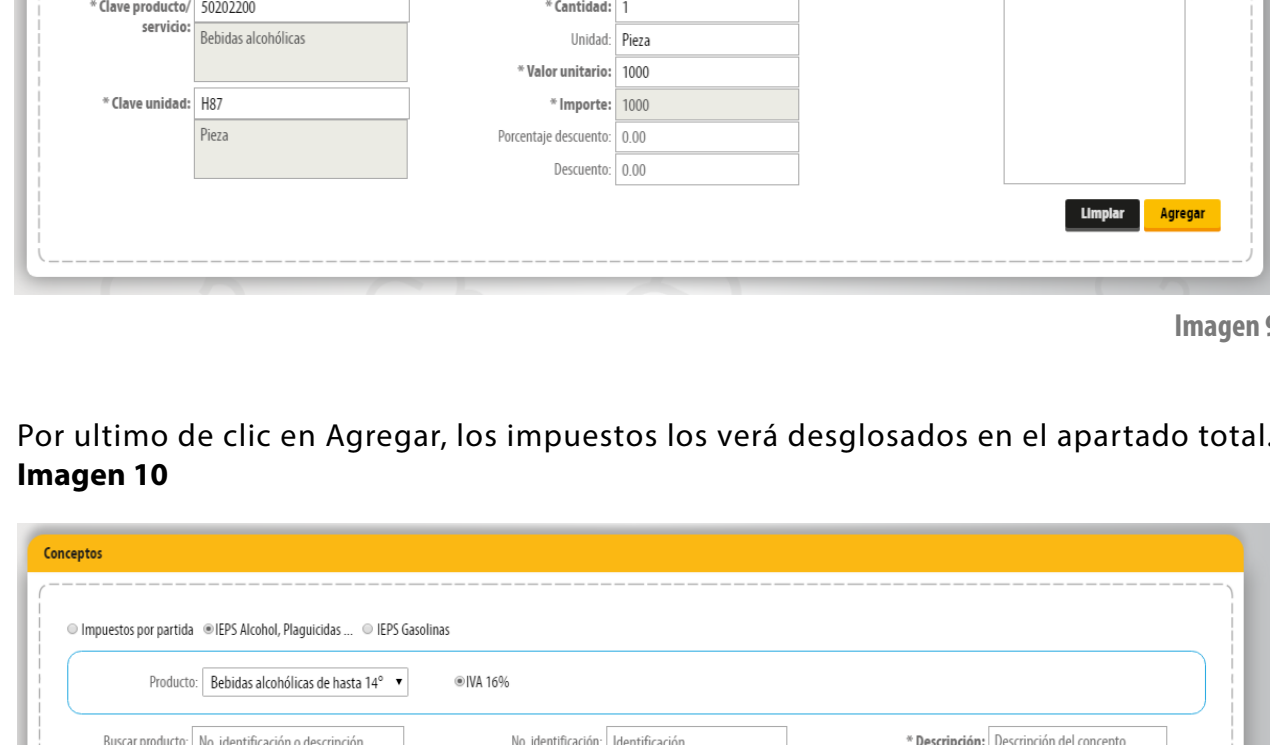 * Clave producto/ 50202200 * Cantidad: 1
servicio: Bebidas alcohólicas Unidad: Pieza
* Valor unitario: 1000
* Clave unidad: H87 * Importe: 1000
Pieza Porcentaje descuento: 0.00
Descuento: 0.00
Limpiar Agregar
Imagen 9
Por ultimo de clic en Agregar, los impuestos los verá desglosados en el apartado total.
Imagen 10
Conceptos
Impuestos por partida IEPS Alcohol, Plaguicidas ... IEPS Gasolinas
Producto: Bebidas alcohólicas de hasta 14° IVA 16%
Buscar producto: No. identificación o descripción No. identificación: Identificación * Descripción: Descripción del concepto